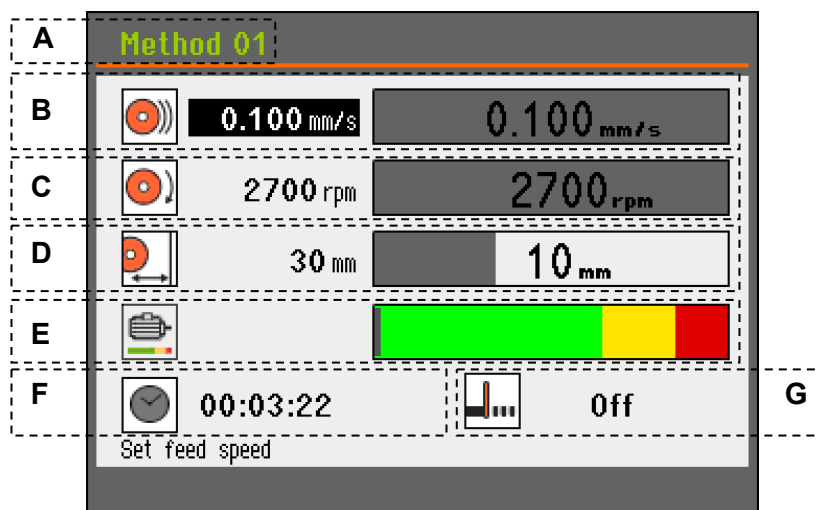 A Method 01
B 0.100 mm/s 0.100 mm/s
C 2700 rpm 2700 rpm
D 30 mm 10 mm
E
F 00:03:22 Off G
Set feed speed